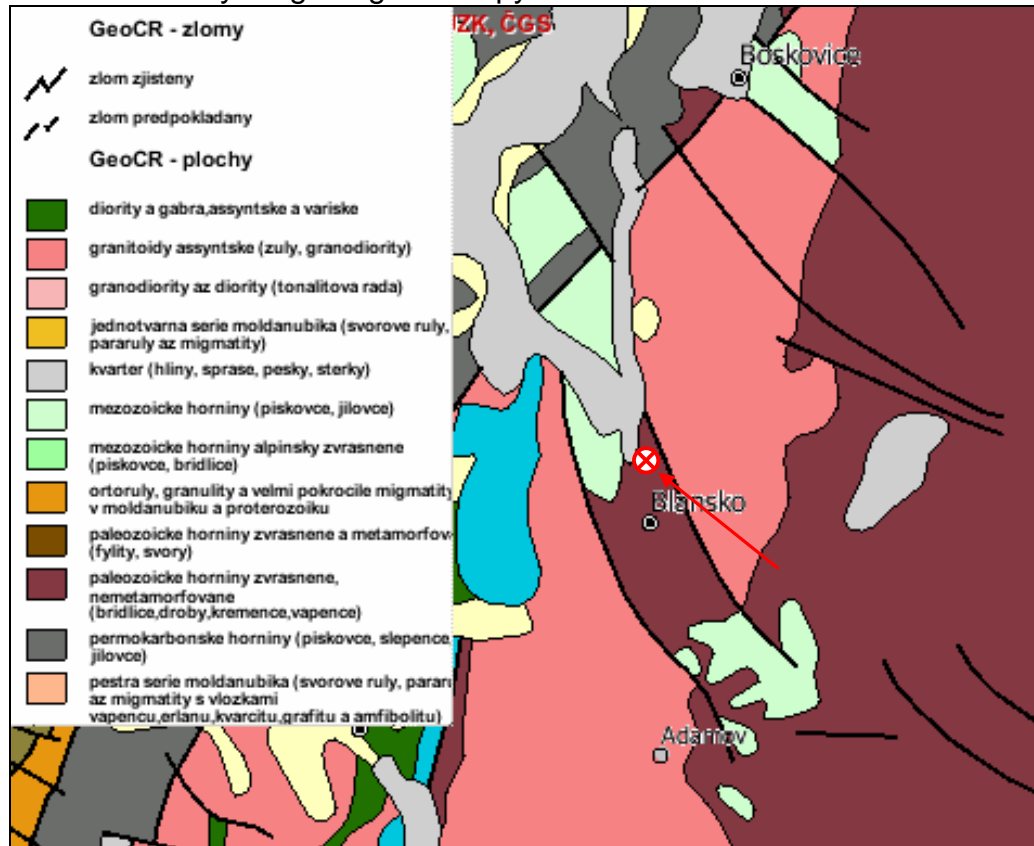 GeoCR - zlomy
zlom zjisteny
zlom predpokladany
GeoCR - plochy
diority a gabra,assyntske a variske
granitoidy assyntske (zuly, granodiority)
granodiority az diority (tonalitova rada)
jednotvarna serie moldanubika (svorove ruly,
pararuly az migmatity)
kvarter (hliny, sprase, pesky, sterky)
mezozoicke horniny (piskovce, jilovce)
mezozoicke horniny alpinsky zvrasnene
(piskovce, bridlice)
ortoruly, granulity a velmi pokrocile migmatity
v moldanubiku a proterozoiku
paleozoicke horniny zvrasnene a metamorfov
(fylity, svory)
paleozoicke horniny zvrasnene,
nemetamorfovane
(bridlice,droby,kremence,vapence)
permokarbonske horniny (piskovce, slepence,
jilovce)
pestra serie moldanubika (svorove ruly, pararu
az migmatity s vlozkami
vapencu,erlanu,kvarcitu,grafitu a amfibolitu)
ÚZK, ČGS
Boskovice
Blansko
Adamov